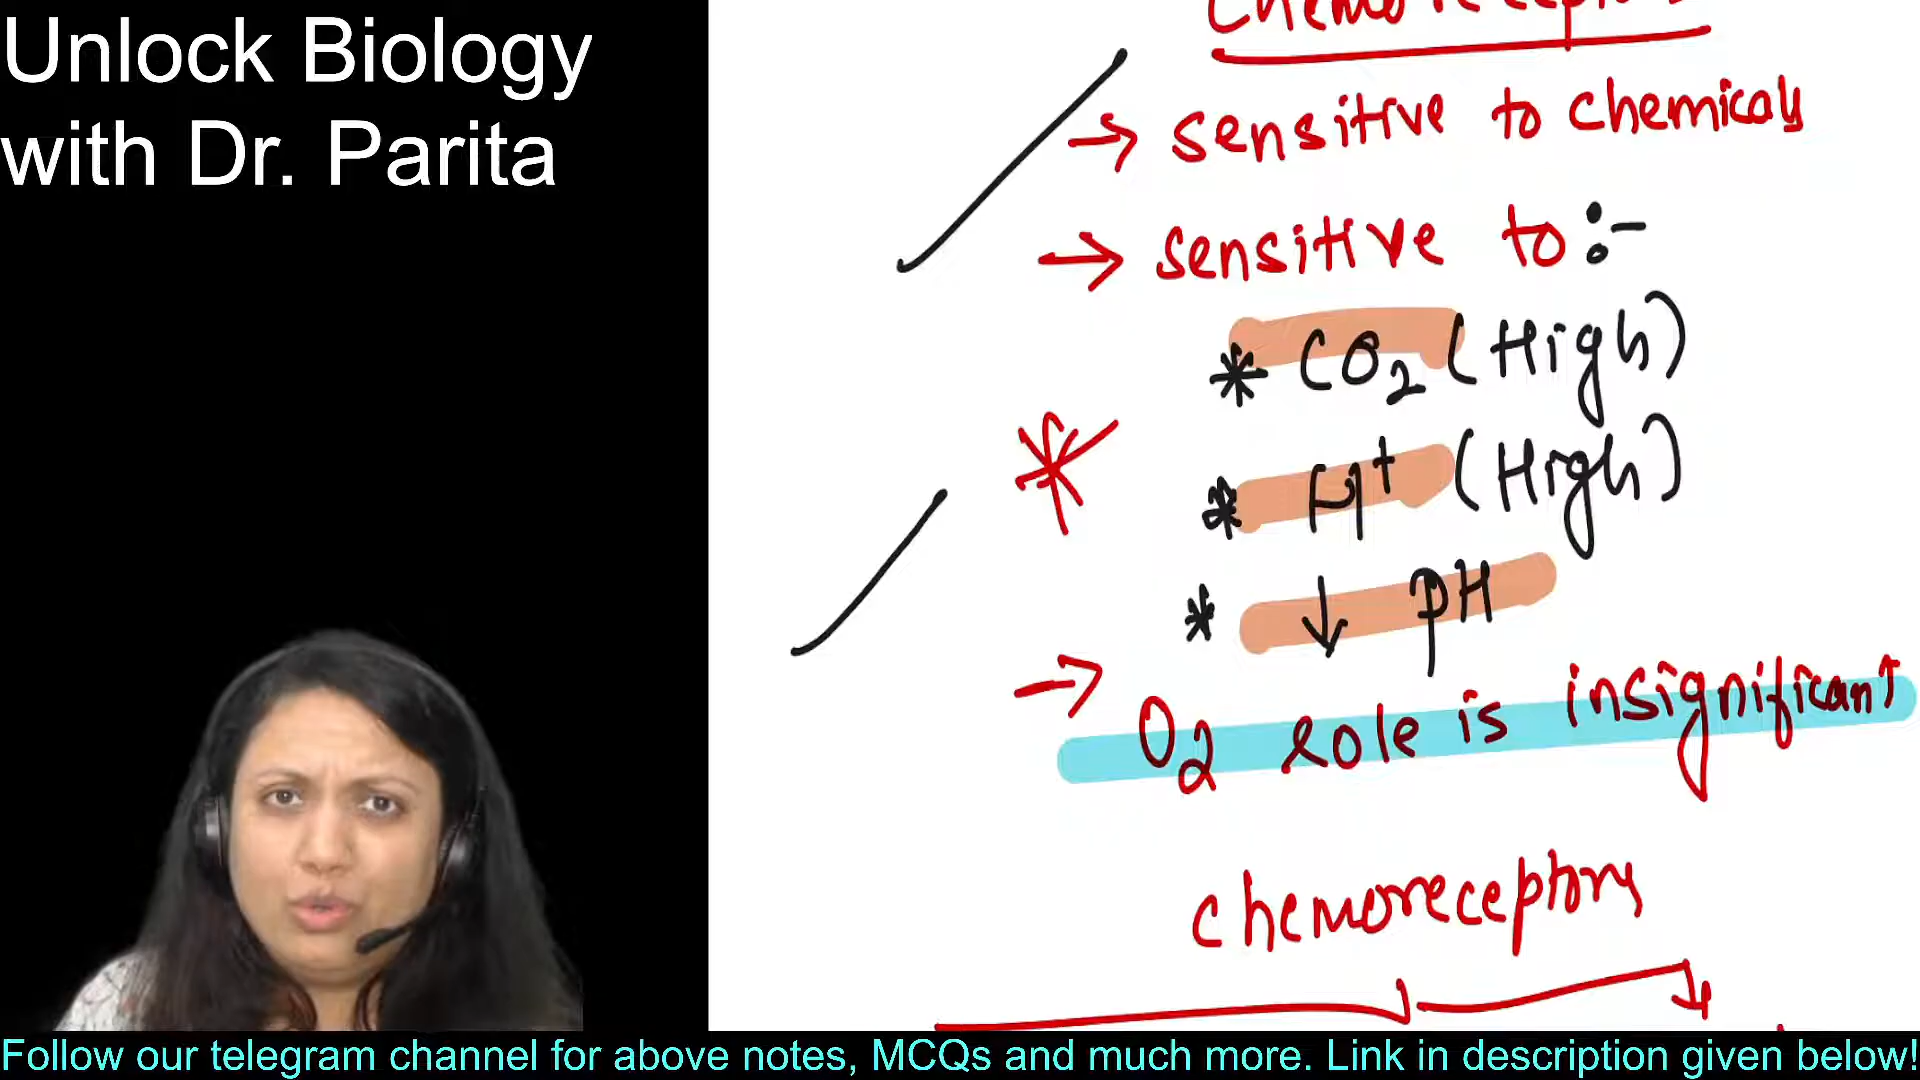 Unlock Biology
with Dr. Parita
Chemoreceptors
→ sensitive to chemicals
→ sensitive to :-
* CO₂ (High)
* H⁺ (High)
* ↓ pH
→ O₂ role is insignificant
chemoreceptors
Follow our telegram channel for above notes, MCQs and much more. Link in description given below!